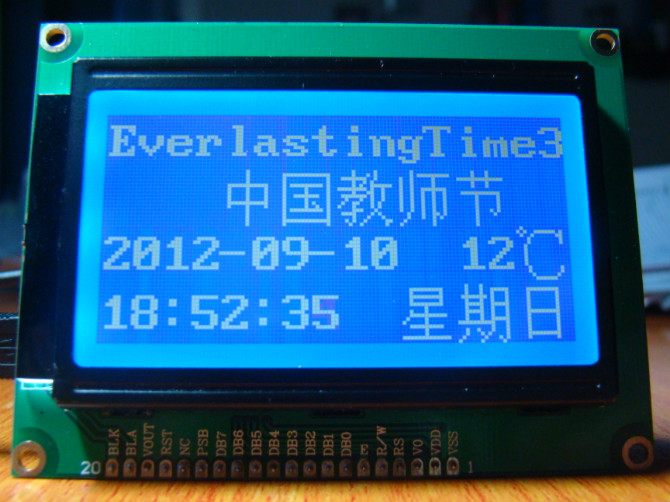 EverlastingTime3
中国教师节
2012-09-10 12℃
18:52:35 星期日
20 BLK BLA VOUT RST NC PSB DB7 DB6 DB5 DB4 DB3 DB2 DB1 DB0 E R/W RS V0 VDD VSS 1